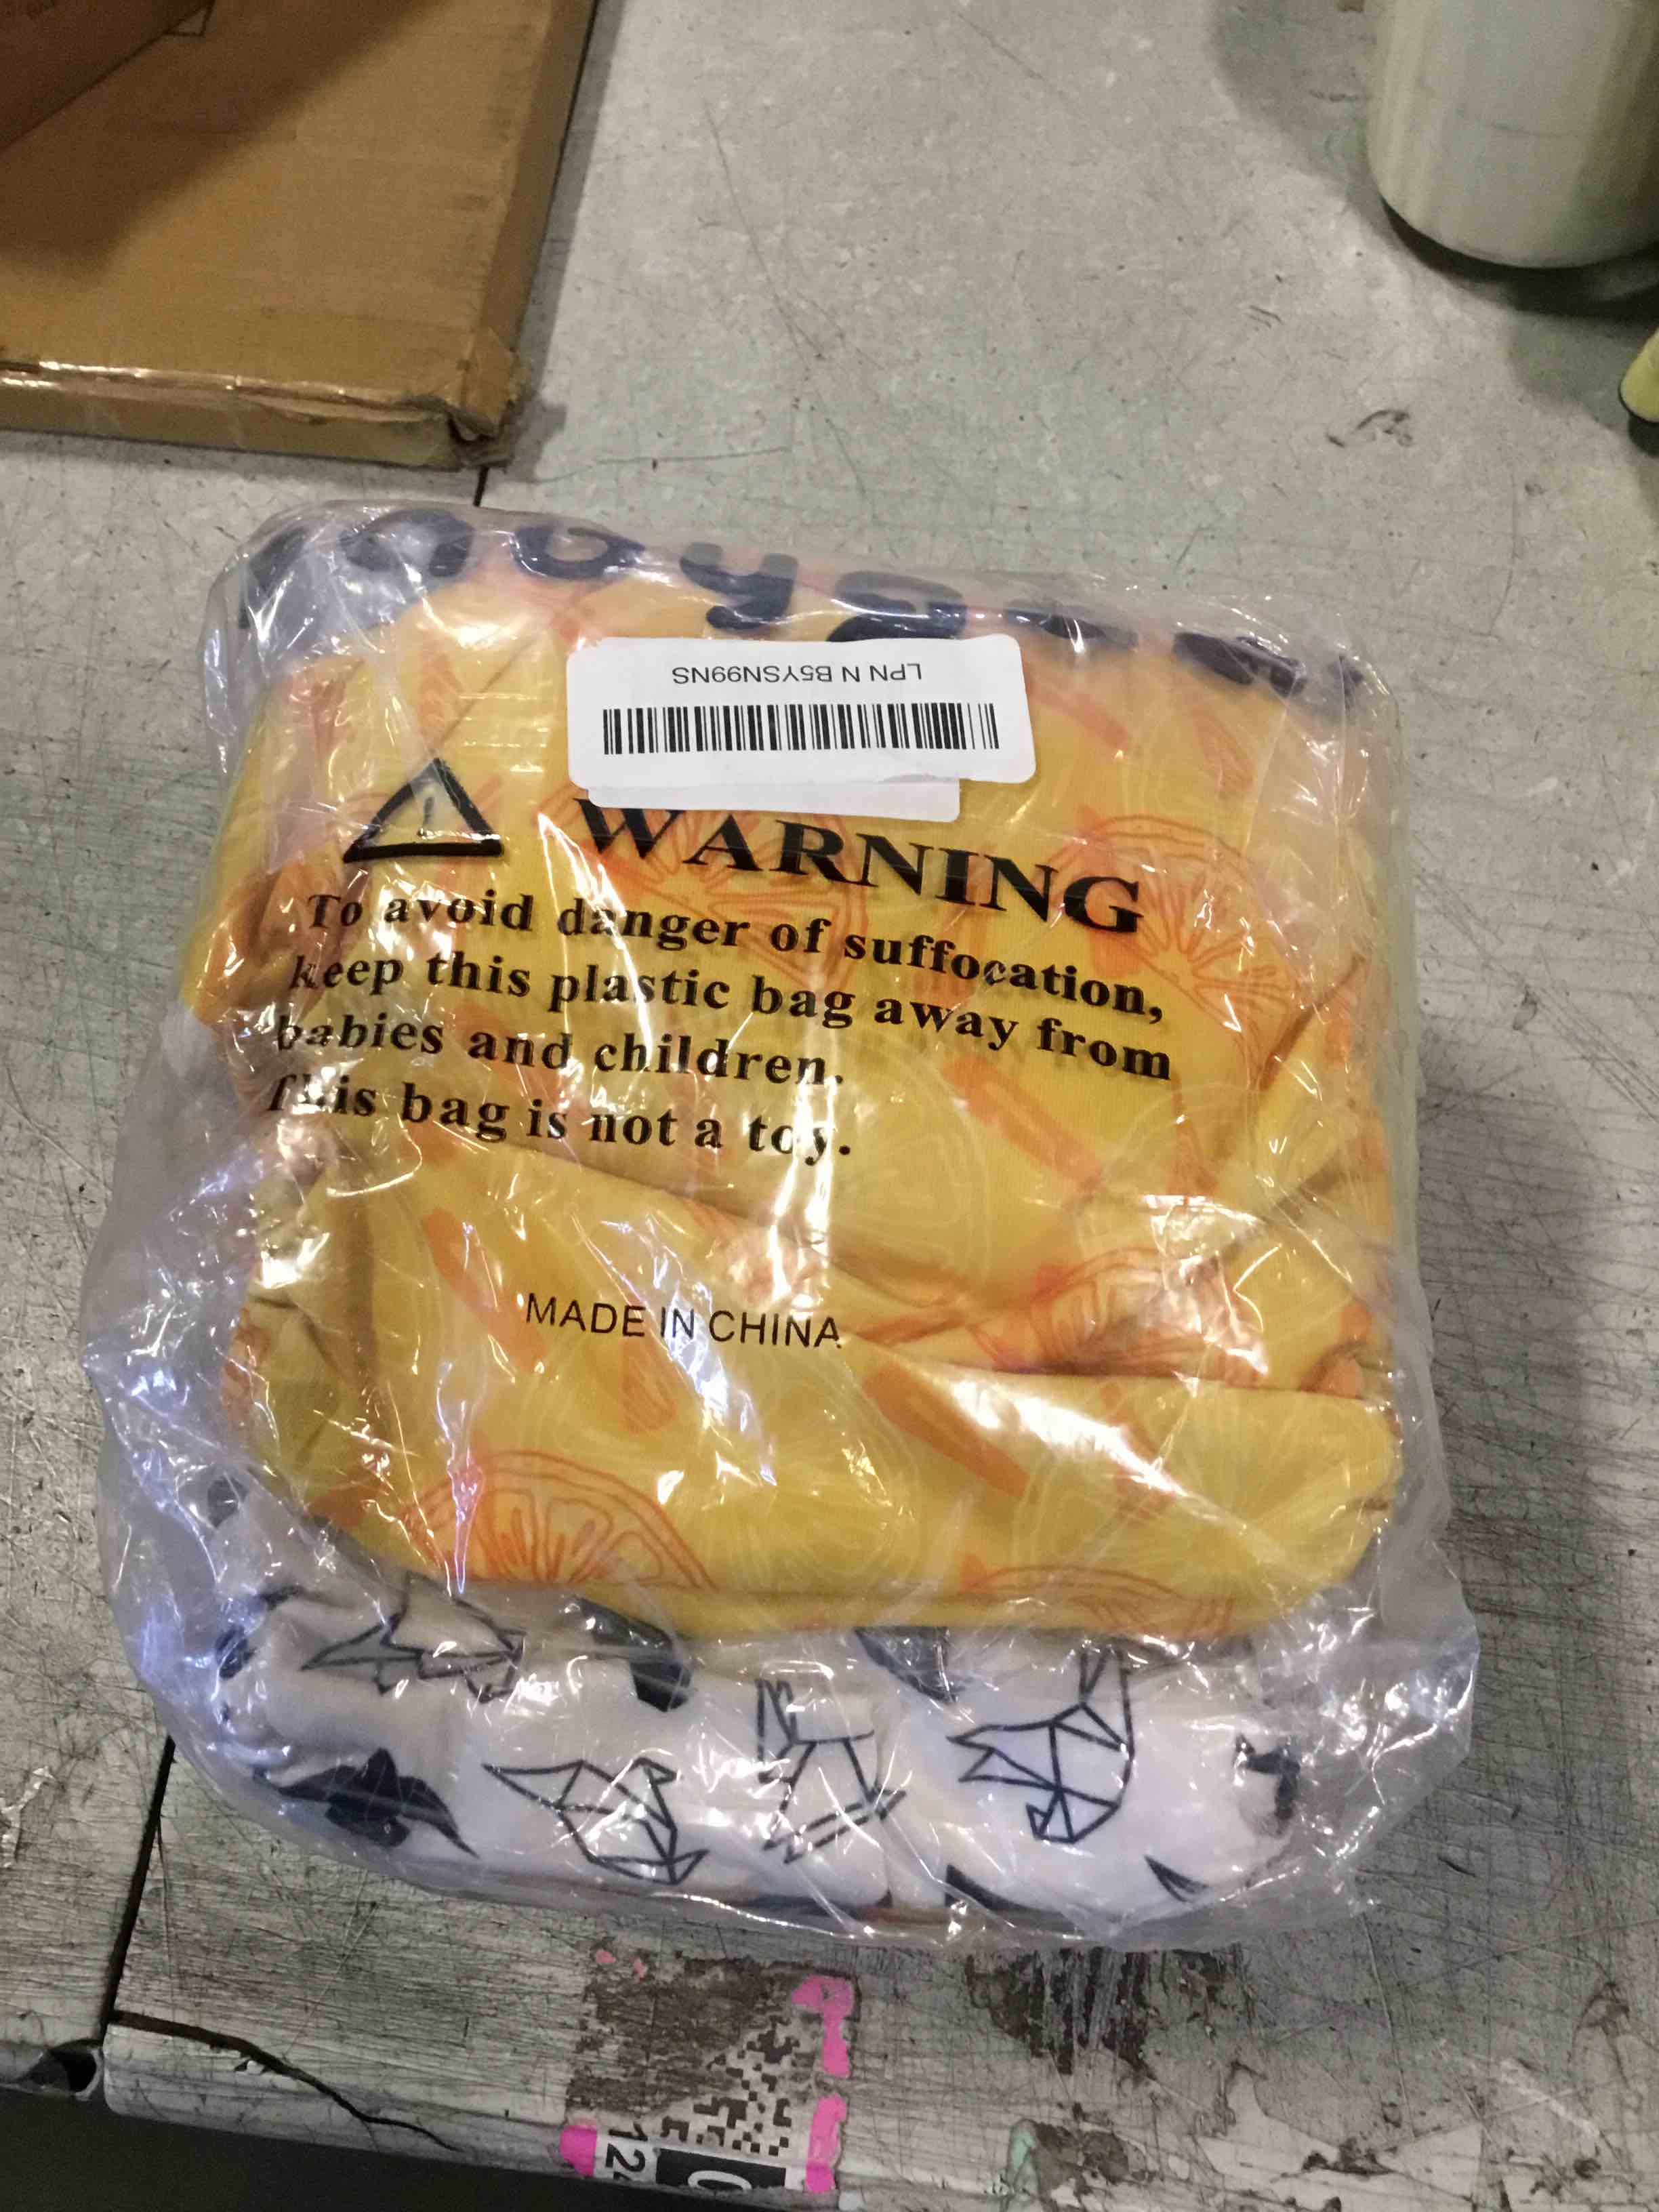 LPN N B5YSN99NS
WARNING
To avoid danger of suffocation,
keep this plastic bag away from
babies and children.
This bag is not a toy.
MADE IN CHINA